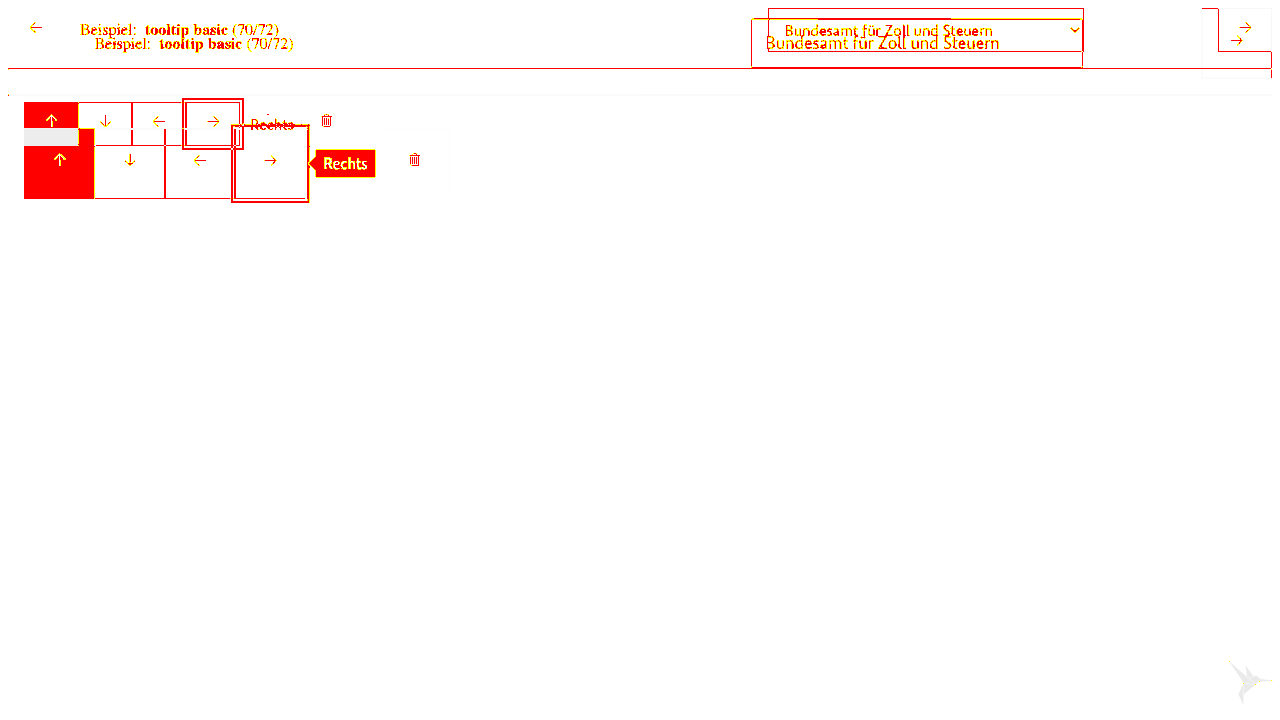 Beispiel: tooltip basic (70/72)
Beispiel: tooltip basic (70/72)
Bundesamt für Zoll und Steuern
Bundesamt für Zoll und Steuern
Rechts
Rechts